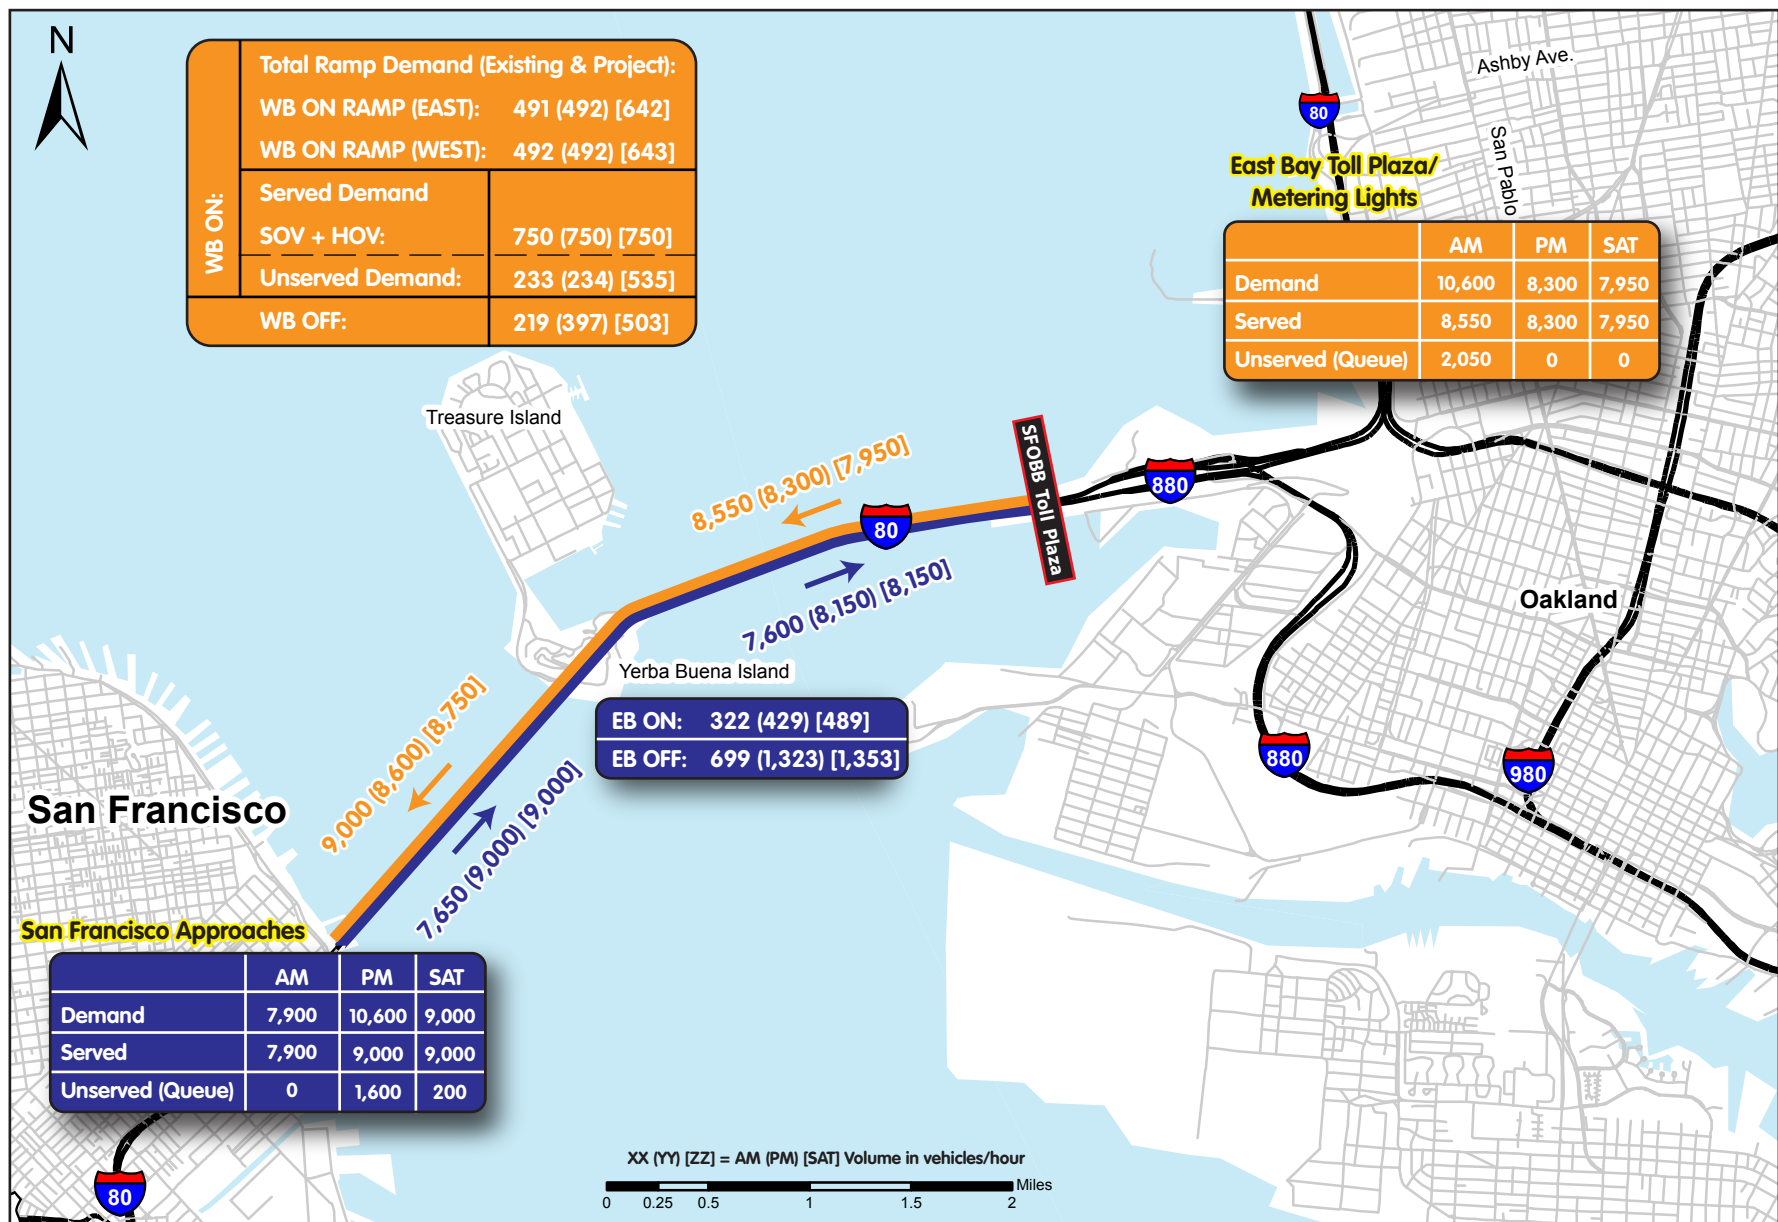 N
Total Ramp Demand (Existing & Project):
WB ON RAMP (EAST): 491 (492) [642]
WB ON RAMP (WEST): 492 (492) [643]
WB ON:
Served Demand
SOV + HOV: 750 (750) [750]
Unserved Demand: 233 (234) [535]
WB OFF: 219 (397) [503]
Ashby Ave.
80
San Pablo
East Bay Toll Plaza/
Metering Lights
AM PM SAT
Demand 10,600 8,300 7,950
Served 8,550 8,300 7,950
Unserved (Queue) 2,050 0 0
Treasure Island
8,550 (8,300) [7,950]
80
SFOBB Toll Plaza
880
7,600 (8,150) [8,150]
Oakland
Yerba Buena Island
EB ON: 322 (429) [489]
EB OFF: 699 (1,323) [1,353]
880
980
9,000 (8,600) [8,750]
7,650 (9,000) [9,000]
San Francisco
San Francisco Approaches
AM PM SAT
Demand 7,900 10,600 9,000
Served 7,900 9,000 9,000
Unserved (Queue) 0 1,600 200
80
XX (YY) [ZZ] = AM (PM) [SAT] Volume in vehicles/hour
Miles
0 0.25 0.5 1 1.5 2